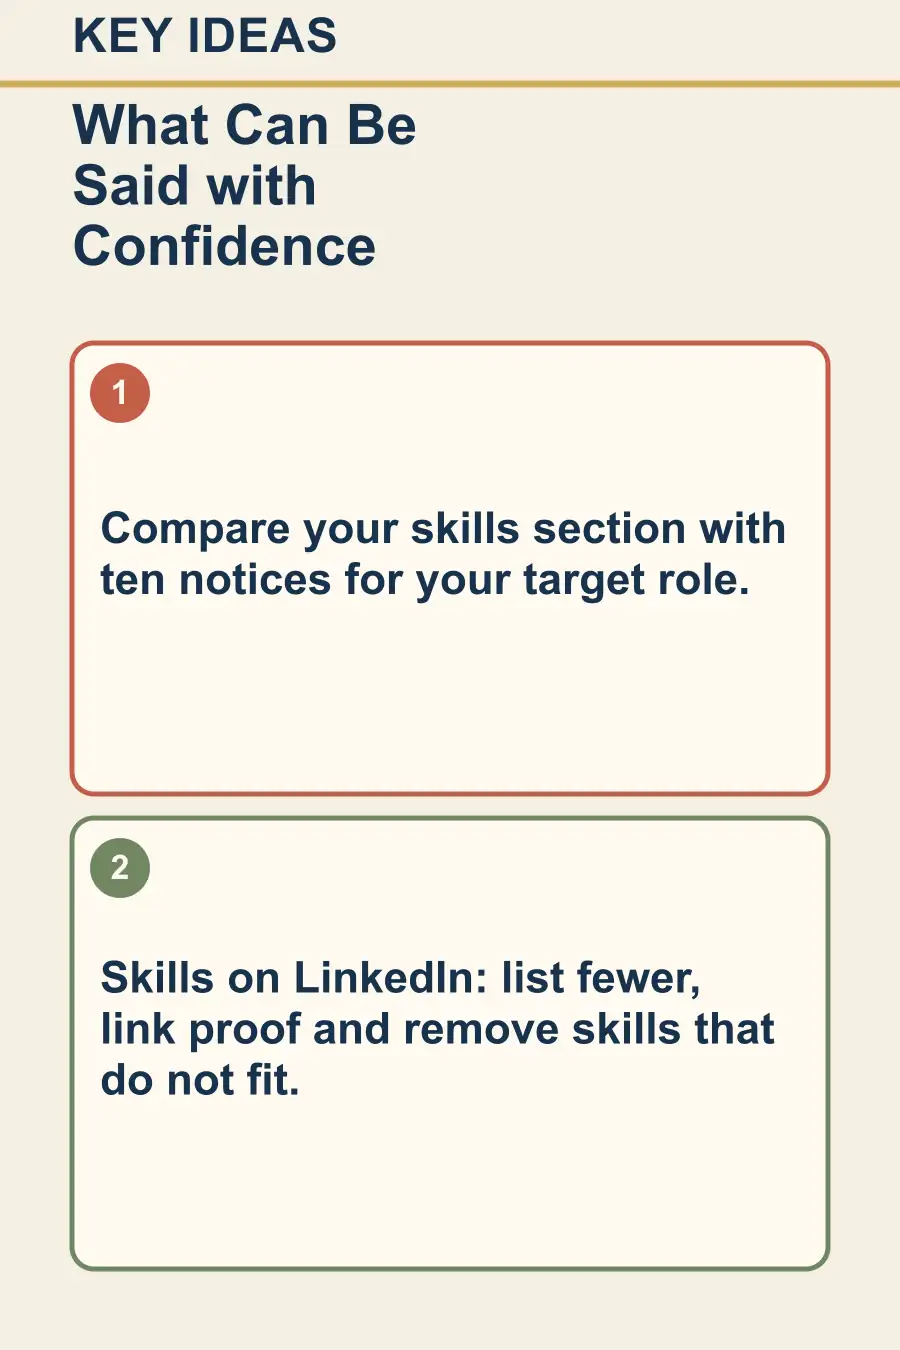 KEY IDEAS
What Can Be
Said with
Confidence
1
Compare your skills section with
ten notices for your target role.
2
Skills on LinkedIn: list fewer,
link proof and remove skills that
do not fit.